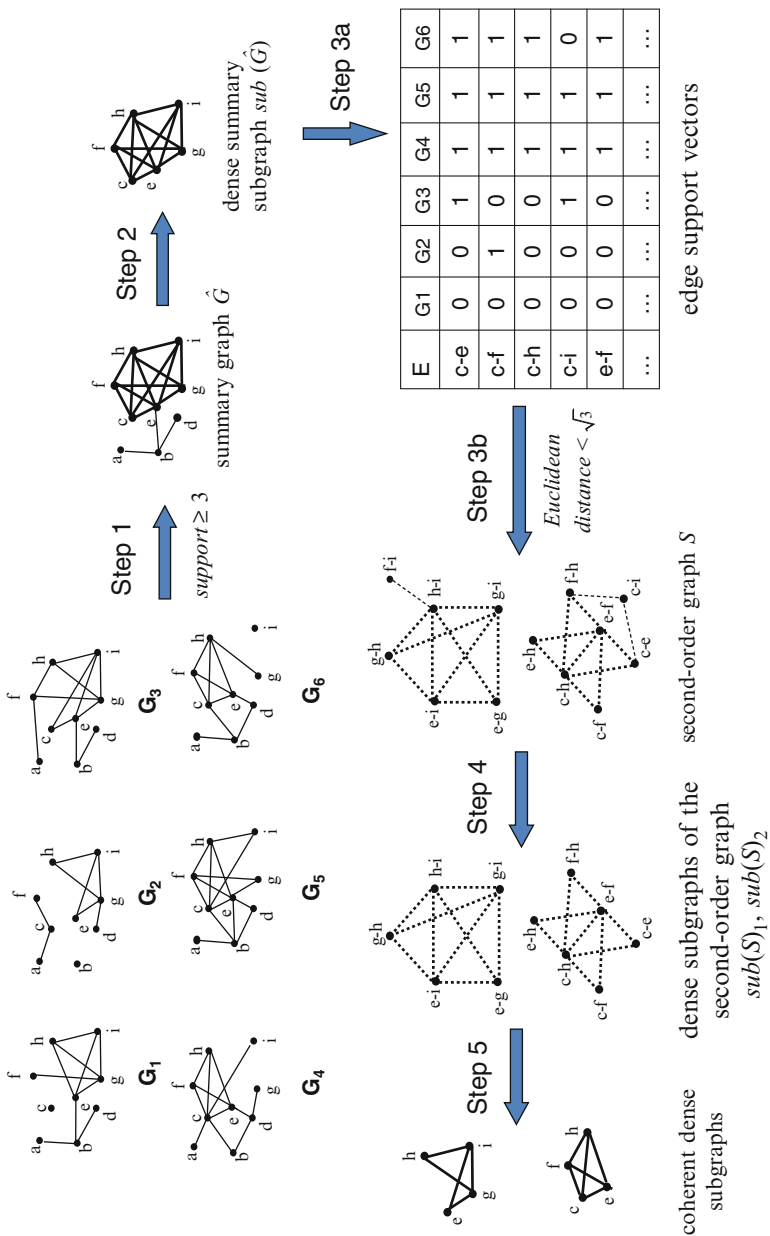 a
f
c
h
e
b
d
g
i
G1
a
f
c
h
e
b
d
g
i
G2
a
f
c
h
e
b
d
g
i
G3
a
f
c
h
e
b
d
g
i
G4
a
f
c
h
e
b
d
g
i
G5
a
f
c
h
e
b
d
g
i
G6
Step 1
support ≥ 3
a
f
c
h
e
b
d
g
i
summary graph Ĝ
Step 2
f
c
h
e
g
i
dense summary
subgraph sub (Ĝ)
Step 3a
E G1 G2 G3 G4 G5 G6
c-e 0 0 1 1 1 1
c-f 0 1 0 1 1 1
c-h 0 0 0 1 1 1
c-i 0 0 1 1 1 0
e-f 0 0 0 1 1 1
… … … … … … …
edge support vectors
Step 3b
Euclidean
distance < √3
g-h
f-i
e-i
h-i
e-g
g-i
e-h
c-h
f-h
e-f
c-f
c-i
c-e
second-order graph S
Step 4
g-h
e-i
h-i
e-g
g-i
e-h
c-h
f-h
e-f
c-f
c-e
dense subgraphs of the
second-order graph
sub(S)1, sub(S)2
Step 5
h
e
g
i
f
c
h
e
coherent dense
subgraphs